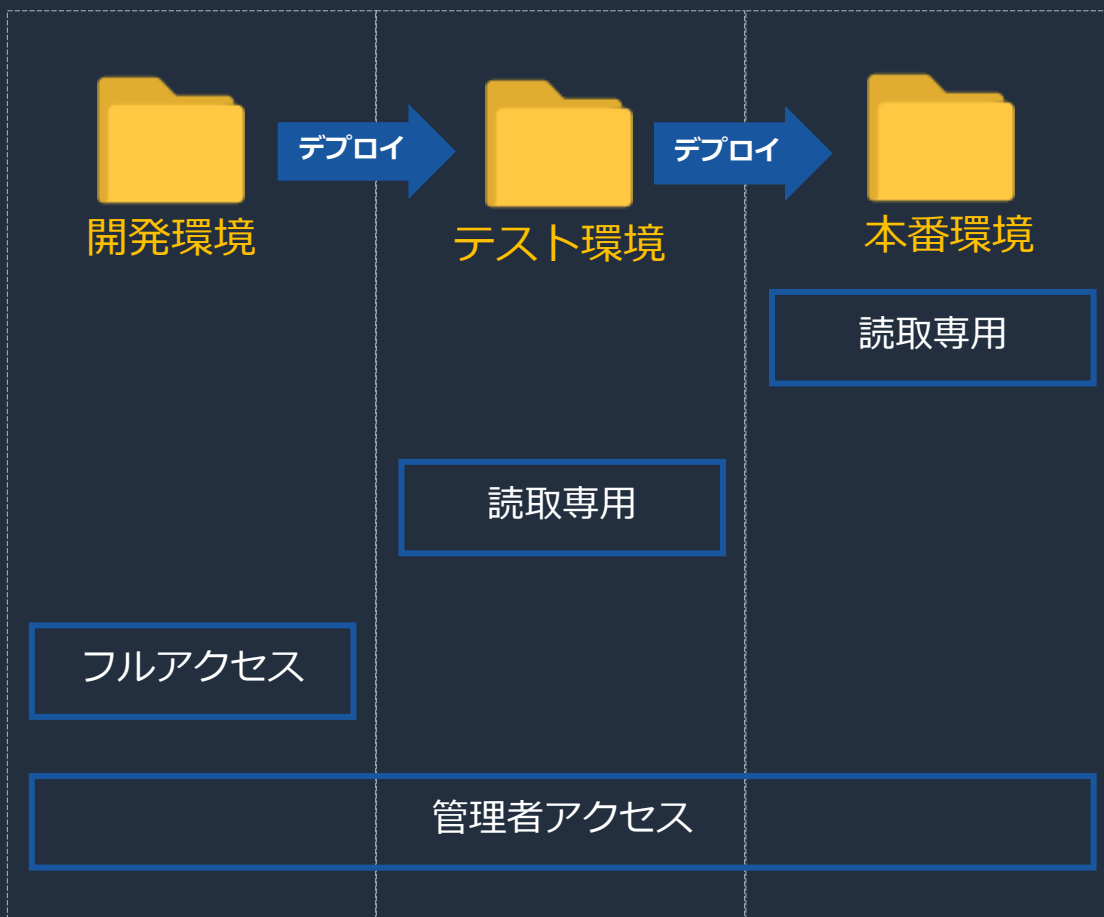 デプロイ
デプロイ
開発環境
テスト環境
本番環境
読取専用
読取専用
フルアクセス
管理者アクセス